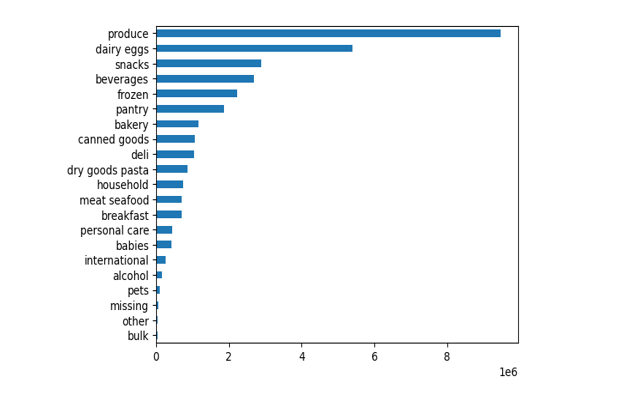 produce
dairy eggs
snacks
beverages
frozen
pantry
bakery
canned goods
deli
dry goods pasta
household
meat seafood
breakfast
personal care
babies
international
alcohol
pets
missing
other
bulk
0 2 4 6 8
1e6